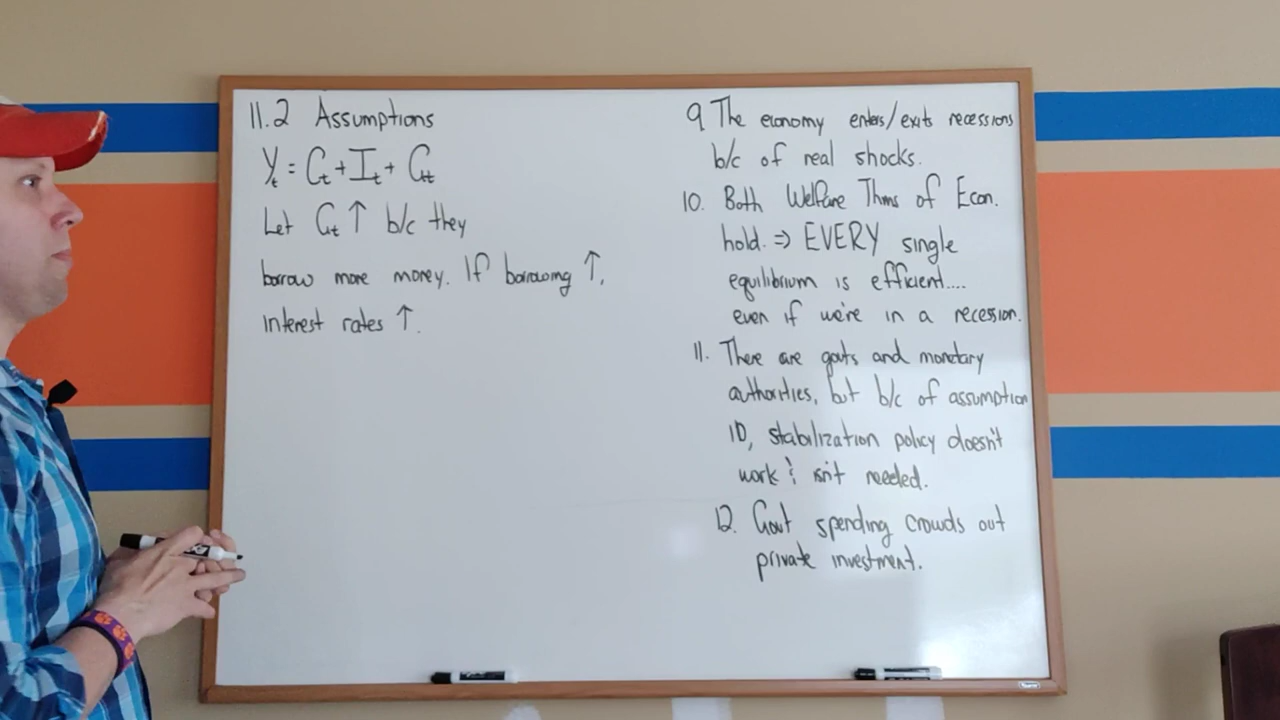 11.2 Assumptions
Yt = Ct + It + Gt
Let Gt ↑ b/c they
borrow more money. If borrowing ↑,
interest rates ↑.
9 The economy enters/exits recessions
b/c of real shocks.
10. Both Welfare Thms of Econ.
hold. ⇒ EVERY single
equilibrium is efficient....
even if we're in a recession.
11. There are govts and monetary
authorities, but b/c of assumption
10, stabilization policy doesn't
work & isn't needed.
12. Govt spending crowds out
private investment.